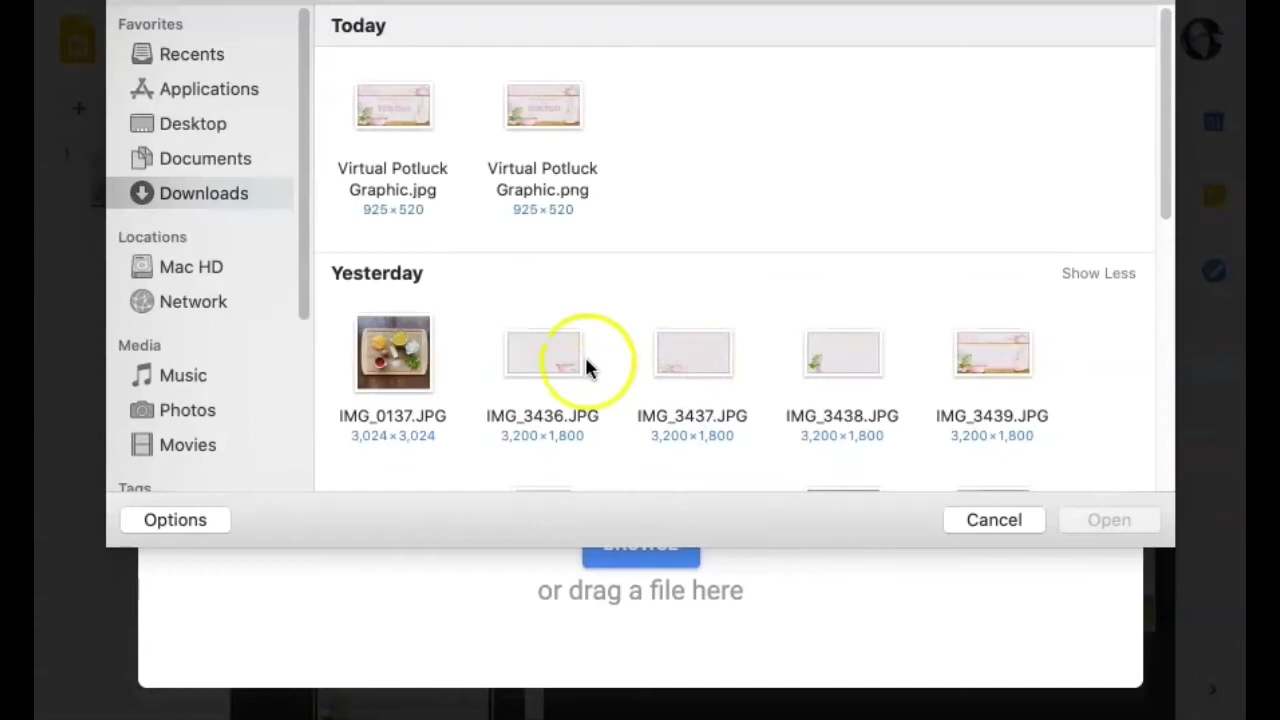 Favorites
Recents
Applications
Desktop
Documents
Downloads
Locations
Mac HD
Network
Media
Music
Photos
Movies
Tags
Today
Virtual Potluck
Graphic.jpg
925×520
Virtual Potluck
Graphic.png
925×520
Yesterday
Show Less
IMG_0137.JPG
3,024×3,024
IMG_3436.JPG
3,200×1,800
IMG_3437.JPG
3,200×1,800
IMG_3438.JPG
3,200×1,800
IMG_3439.JPG
3,200×1,800
Options
Cancel
Open
BROWSE
or drag a file here